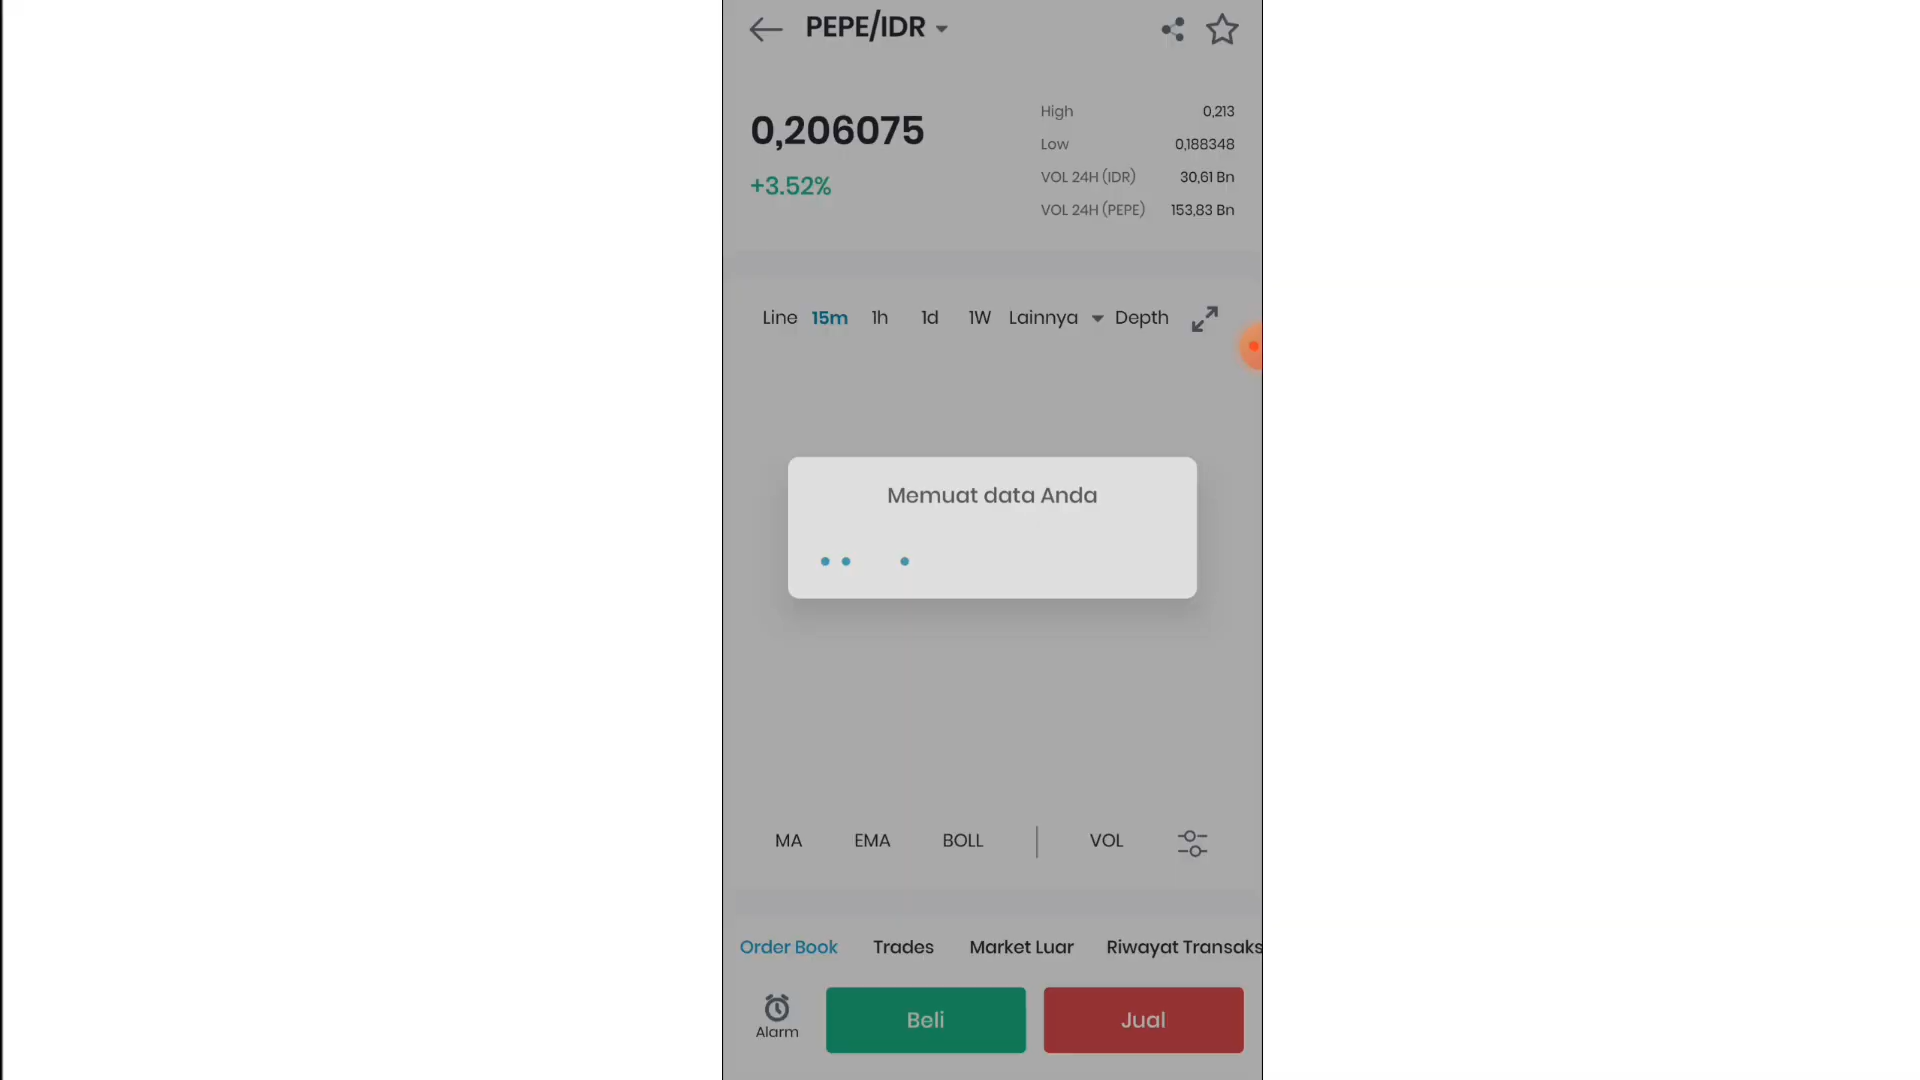 PEPE/IDR
0,206075
+3.52%
High 0,213
Low 0,188348
VOL 24H (IDR) 30,61 Bn
VOL 24H (PEPE) 153,83 Bn
Line 15m 1h 1d 1W Lainnya Depth
Memuat data Anda
MA EMA BOLL VOL
Order Book Trades Market Luar Riwayat Transaks
Alarm
Beli
Jual